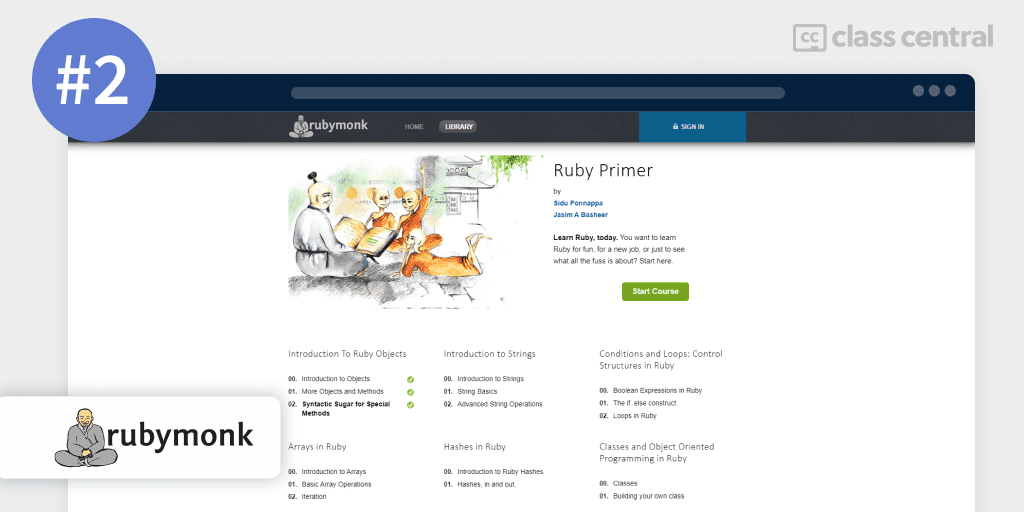 #2
cc class central
rubymonk
HOME
LIBRARY
SIGN IN
Ruby Primer
by
Sidu Ponnappa
Jasim A Basheer
Learn Ruby, today. You want to learn
Ruby for fun, for a new job, or just to see
what all the fuss is about? Start here.
Start Course
Introduction To Ruby Objects
00. Introduction to Objects
01. More Objects and Methods
02. Syntactic Sugar for Special
Methods
Introduction to Strings
00. Introduction to Strings
01. String Basics
02. Advanced String Operations
Conditions and Loops: Control
Structures in Ruby
00. Boolean Expressions in Ruby
01. The if..else construct
02. Loops in Ruby
Arrays in Ruby
00. Introduction to Arrays
01. Basic Array Operations
02. Iteration
Hashes in Ruby
00. Introduction to Ruby Hashes
01. Hashes, in and out.
Classes and Object Oriented
Programming in Ruby
00. Classes
01. Building your own class
rubymonk